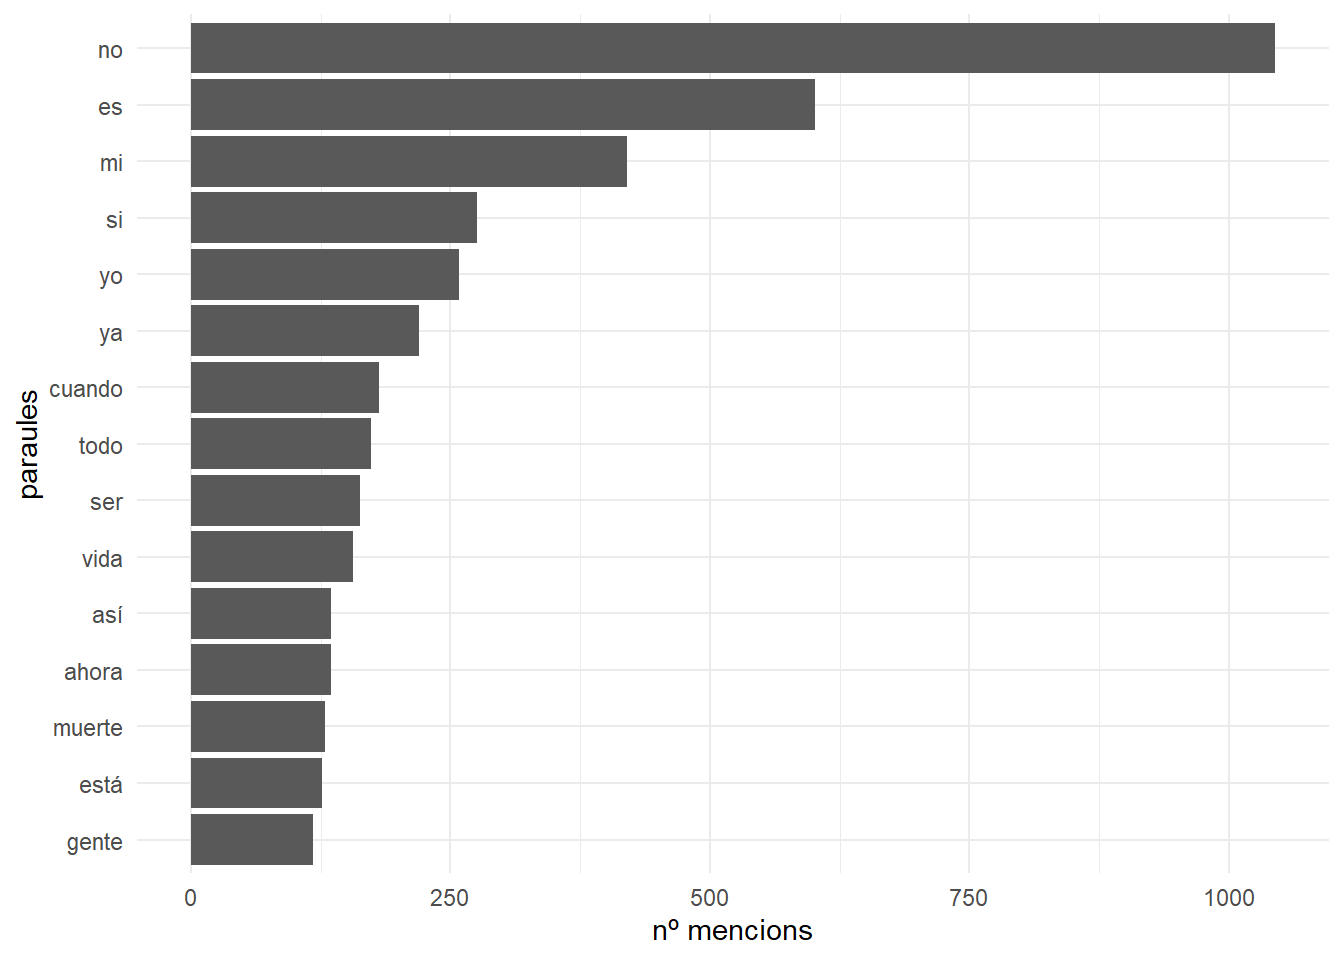 no
es
mi
si
yo
ya
cuando
todo
ser
vida
así
ahora
muerte
está
gente
paraules
0 250 500 750 1000
nº mencions